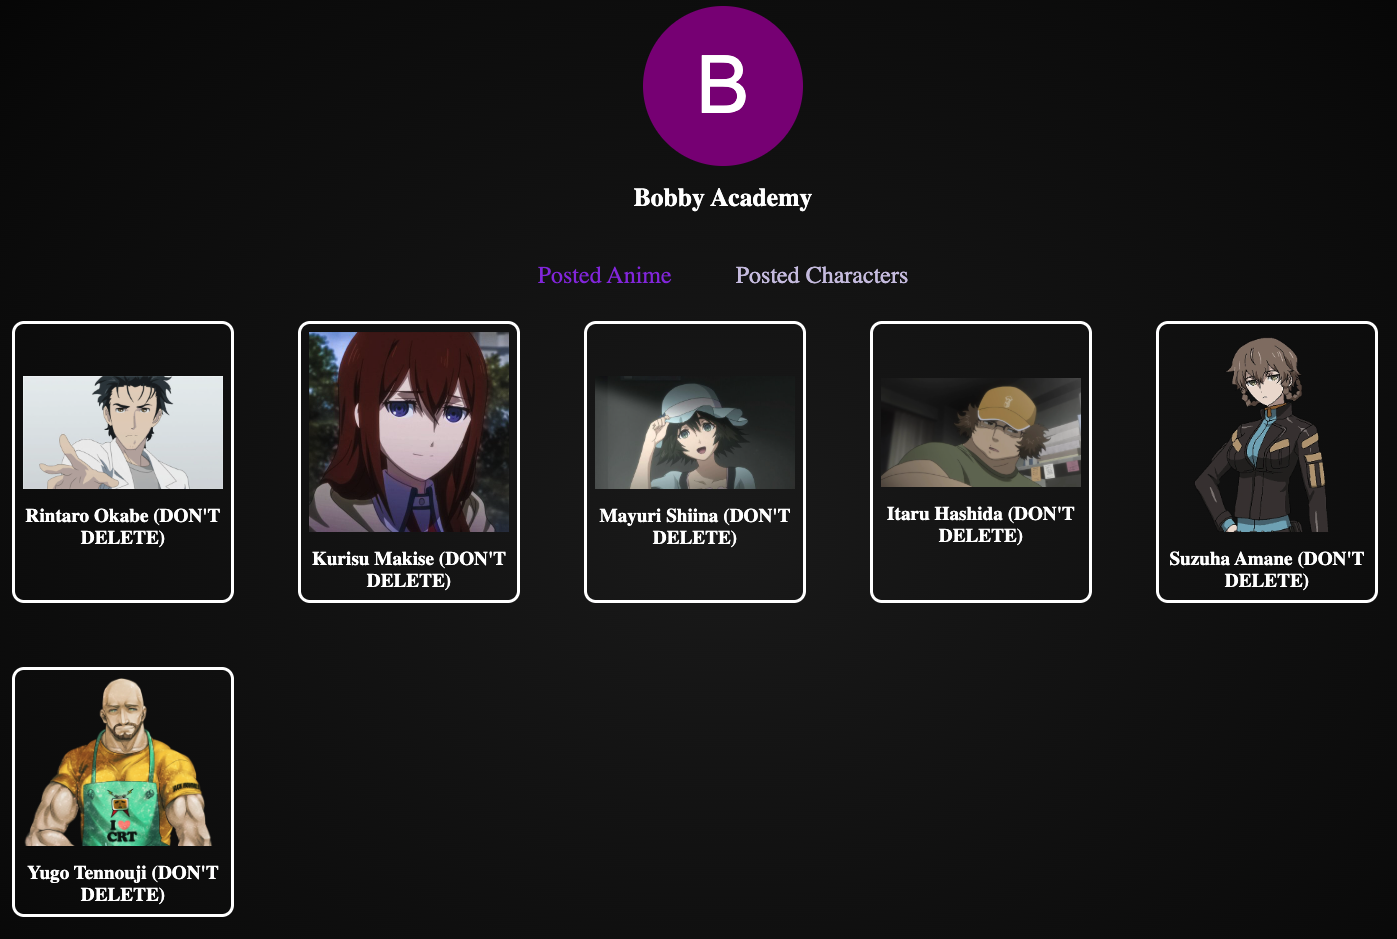 B
Bobby Academy
Posted Anime
Posted Characters
Rintaro Okabe (DON'T
DELETE)
Kurisu Makise (DON'T
DELETE)
Mayuri Shiina (DON'T
DELETE)
Itaru Hashida (DON'T
DELETE)
Suzuha Amane (DON'T
DELETE)
I ♥
CRT
Yugo Tennouji (DON'T
DELETE)